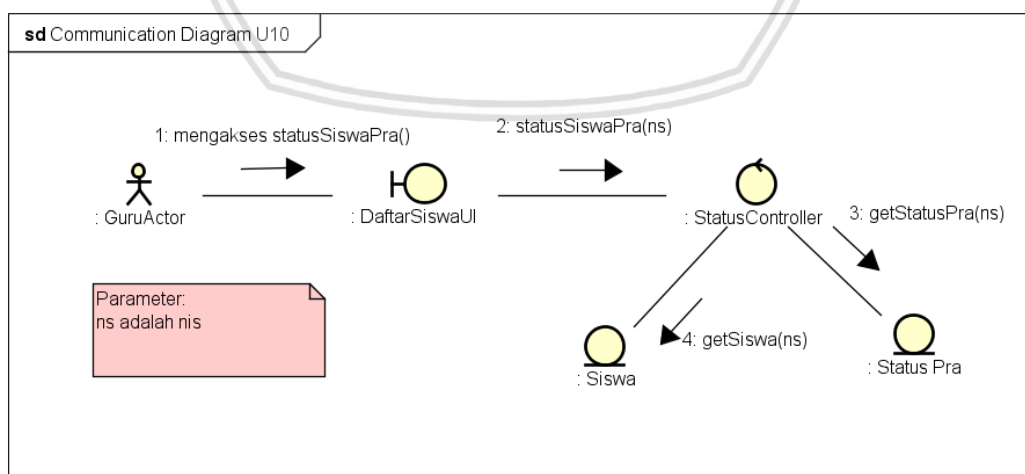 sd Communication Diagram U10
1: mengakses statusSiswaPra()
2: statusSiswaPra(ns)
: GuruActor
: DaftarSiswaUI
: StatusController
3: getStatusPra(ns)
Parameter:
ns adalah nis
4: getSiswa(ns)
: Siswa
: Status Pra